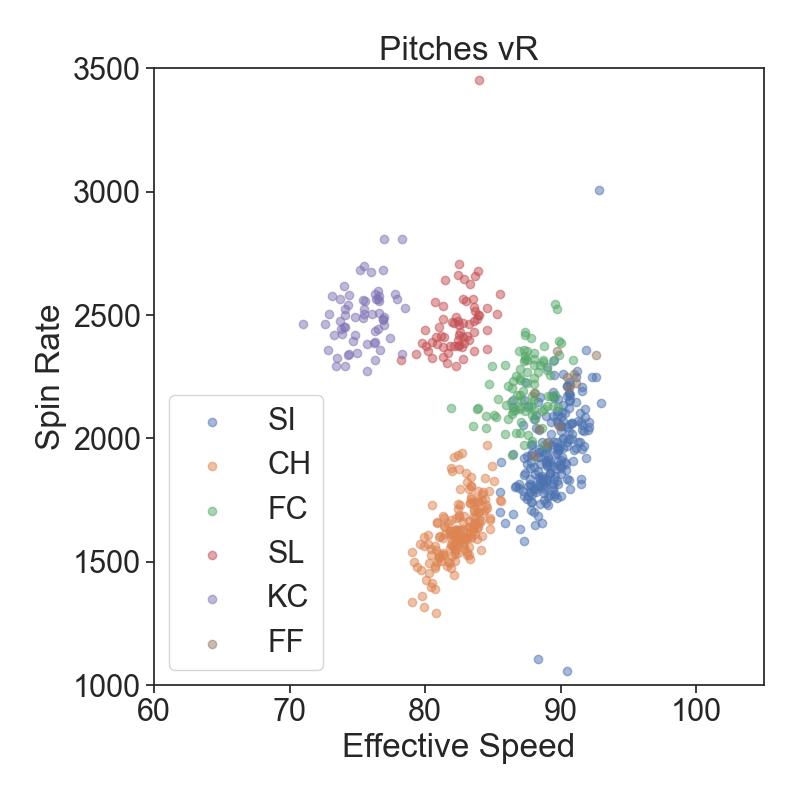 Pitches vR
3500
3000
2500
2000
1500
1000
Spin Rate
SI
CH
FC
SL
KC
FF
60
70
80
90
100
Effective Speed